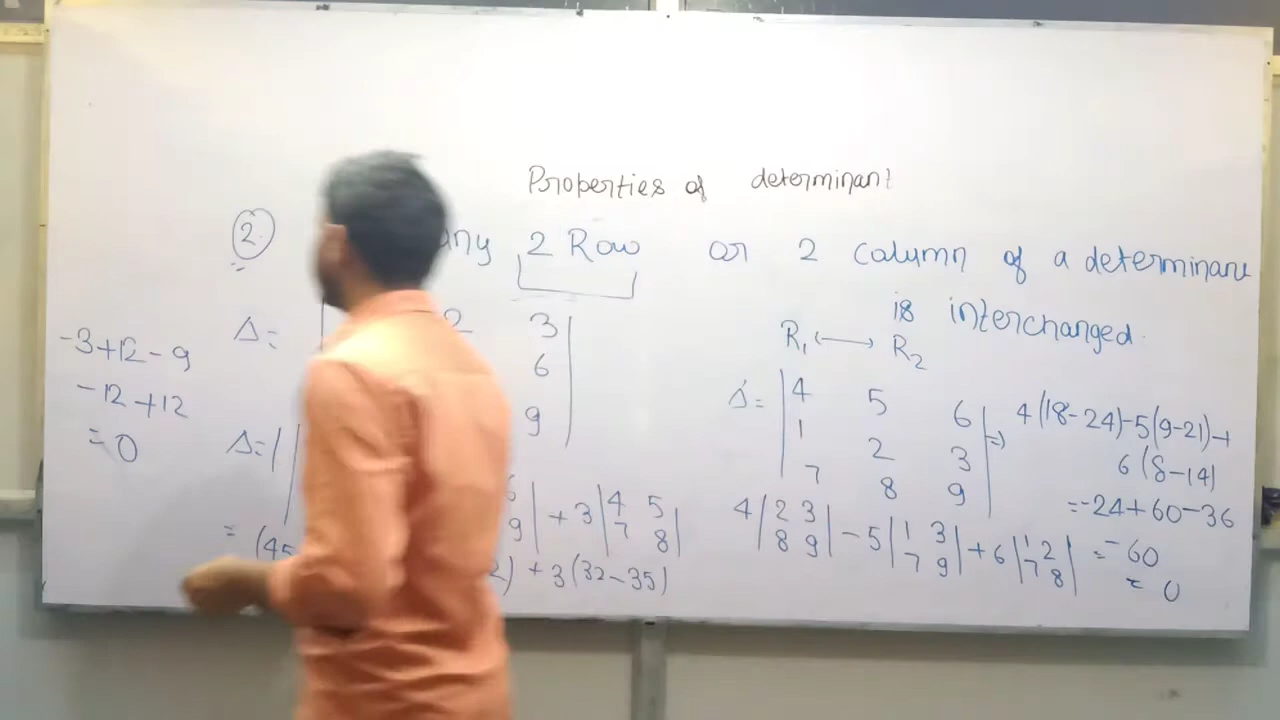 Properties of determinant
2. any 2 Row or 2 column of a determinant
is interchanged.
Δ = | 2 3 |
6
9 |
-3+12-9
-12+12
=0
Δ= |
6
9 | +3 | 4 5
7 8 |
= (45
2) + 3(32-35)
R₁ ⟷ R₂
Δ' = | 4 5 6 |
1 2 3
7 8 9
⇒ 4(18-24)-5(9-21)+
6(8-14)
=-24+60-36
4 | 2 3 | -5 | 1 3 | +6 | 1 2 | = -60
8 9 7 9 7 8
= 0